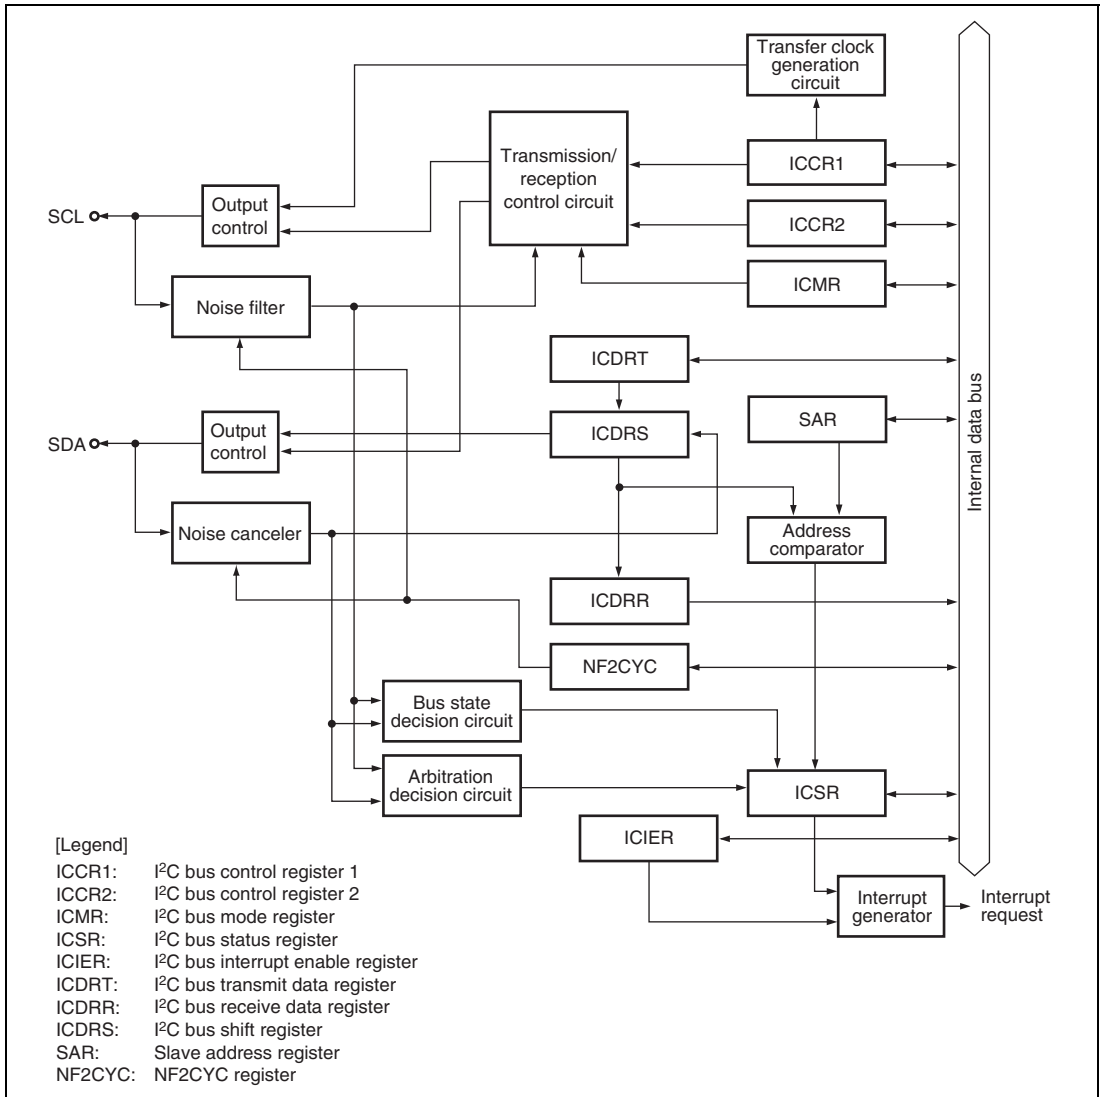 Transfer clock
generation
circuit
Transmission/
reception
control circuit
ICCR1
Output
control
SCL
ICCR2
ICMR
Noise filter
ICDRT
SAR
Output
control
ICDRS
SDA
Internal data bus
Noise canceler
Address
comparator
ICDRR
NF2CYC
Bus state
decision circuit
Arbitration
decision circuit
ICSR
ICIER
Interrupt
generator
Interrupt
request
[Legend]
ICCR1: I²C bus control register 1
ICCR2: I²C bus control register 2
ICMR: I²C bus mode register
ICSR: I²C bus status register
ICIER: I²C bus interrupt enable register
ICDRT: I²C bus transmit data register
ICDRR: I²C bus receive data register
ICDRS: I²C bus shift register
SAR: Slave address register
NF2CYC: NF2CYC register